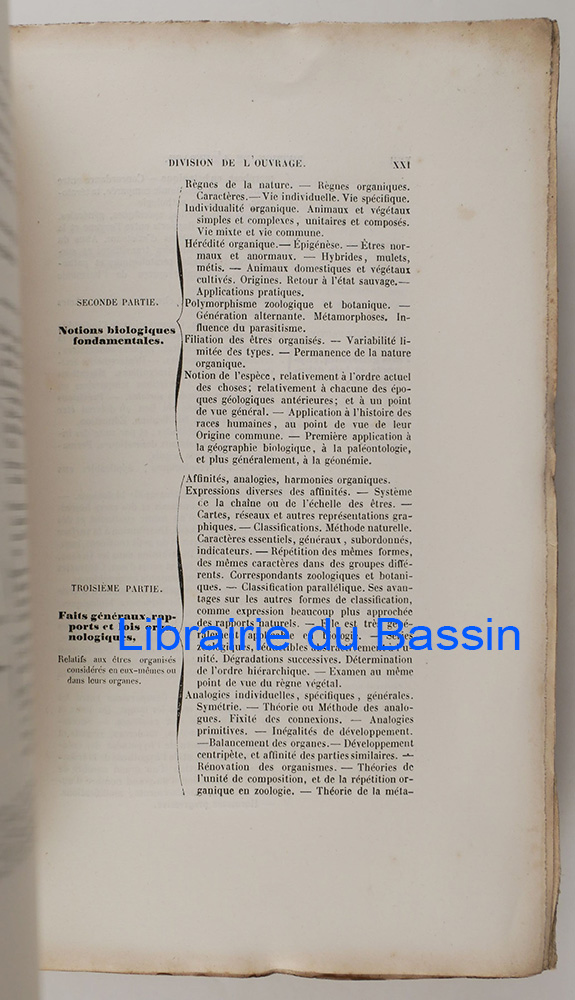 DIVISION DE L'OUVRAGE. XXI
Règnes de la nature. — Règnes organiques.
Caractères. — Vie individuelle. Vie spécifique.
Individualité organique. Animaux et végétaux
simples et complexes, unitaires et composés.
Vie mixte et vie commune.
Hérédité organique. — Épigénèse. — Êtres nor-
maux et anormaux. — Hybrides, mulets,
métis. — Animaux domestiques et végétaux
cultivés. Origines. Retour à l'état sauvage. —
Applications pratiques.
SECONDE PARTIE.
Notions biologiques
fondamentales.
Polymorphisme zoologique et botanique. —
Génération alternante. Métamorphoses. In-
fluence du parasitisme.
Filiation des êtres organisés. — Variabilité li-
mitée des types. — Permanence de la nature
organique.
Notion de l'espèce, relativement à l'ordre actuel
des choses; relativement à chacune des épo-
ques géologiques antérieures; et à un point
de vue général. — Application à l'histoire des
races humaines, au point de vue de leur
Origine commune. — Première application à
la géographie biologique, à la paléontologie,
et plus généralement, à la géonémie.
Affinités, analogies, harmonies organiques.
Expressions diverses des affinités. — Système
de la chaîne ou de l'échelle des êtres. —
Cartes, réseaux et autres représentations gra-
phiques. — Classifications. Méthode naturelle.
Caractères essentiels, généraux, subordonnés,
indicateurs. — Répétition des mêmes formes,
des mêmes caractères dans des groupes diffé-
rents. Correspondants zoologiques et botani-
ques. — Classification parallélique. Ses avan-
tages sur les autres formes de classification,
comme expression beaucoup plus approchée
TROISIÈME PARTIE.
Faits généraux, rap-
ports et lois orga-
nologiques,
Relatifs aux êtres organisés
considérés en eux-mêmes ou
dans leurs organes.
des rapports naturels. — Elle est très géné-
Librairie du Bassin
nité. Dégradations successives. Détermination
de l'ordre hiérarchique. — Examen au même
point de vue du règne végétal.
Analogies individuelles, spécifiques, générales.
Symétrie. — Théorie ou Méthode des analo-
gues. Fixité des connexions. — Analogies
primitives. — Inégalités de développement.
— Balancement des organes. — Développement
centripète, et affinité des parties similaires. —
Rénovation des organismes. — Théories de
l'unité de composition, et de la répétition or-
ganique en zoologie. — Théorie de la méta-